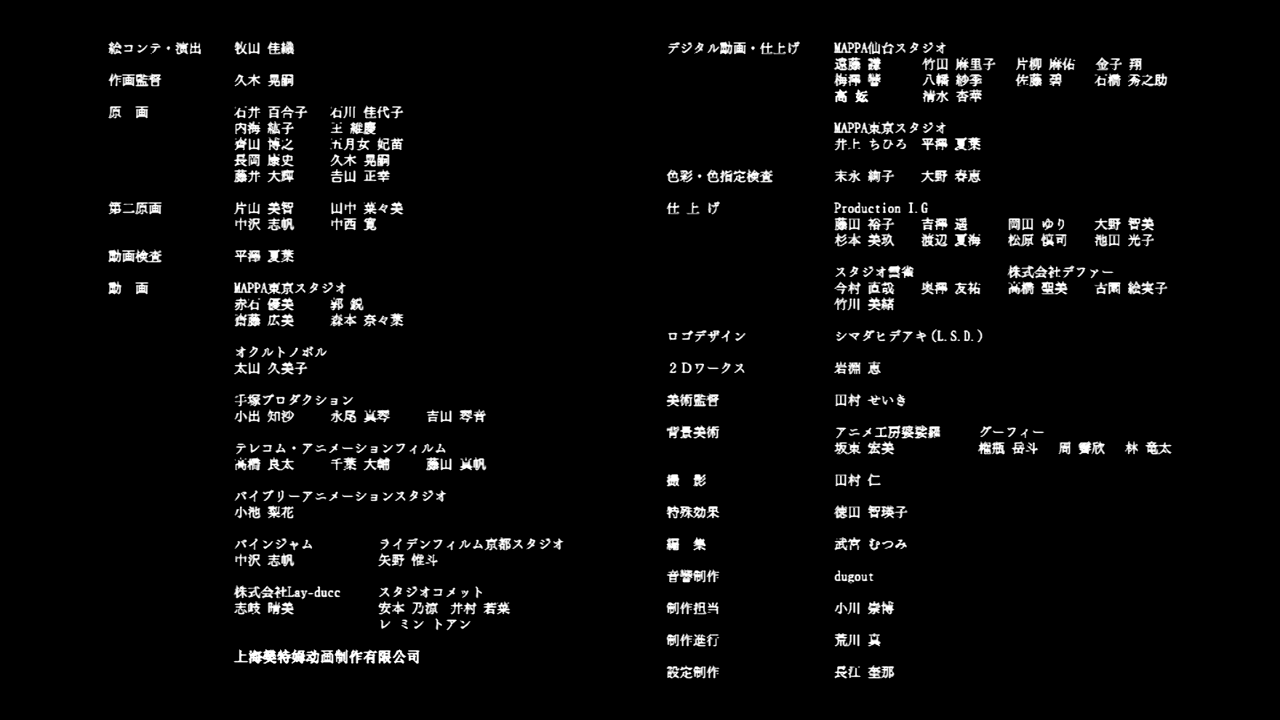 絵コンテ・演出 牧山 佳織
作画監督 久木 晃嗣
原 画 石井 百合子 石川 佳代子
内海 紘子 王 維慶
齊山 博之 五月女 妃苗
長岡 康史 久木 晃嗣
藤井 大輝 吉山 正幸
第二原画 片山 美智 山中 菜々美
中沢 志帆 中西 寛
動画検査 平澤 夏菜
動 画 MAPPA東京スタジオ
赤石 優美 郭 鋭
齋藤 広美 森本 奈々葉
オクルトノボル
太山 久美子
手塚プロダクション
小出 知沙 永尾 真琴 吉山 琴音
テレコム・アニメーションフィルム
高橋 良太 千葉 大輔 藤山 真帆
バイブリーアニメーションスタジオ
小池 梨花
パインジャム ライデンフィルム京都スタジオ
中沢 志帆 矢野 惟斗
株式会社Lay-ducc スタジオコメット
志岐 晴美 安本 乃涼 井村 若菜
レ ミン トアン
上海樊特姆动画制作有限公司
デジタル動画・仕上げ MAPPA仙台スタジオ
遠藤 謙 竹田 麻里子 片柳 麻佑 金子 翔
梅澤 響 八幡 紗季 佐藤 碧 石橋 秀之助
高 妘 清水 杏華
MAPPA東京スタジオ
井上 ちひろ 平澤 夏菜
色彩・色指定検査 末永 絢子 大野 春恵
仕 上 げ Production I.G
藤田 裕子 吉澤 遥 岡田 ゆり 大野 智美
杉本 美玖 渡辺 夏海 松原 慎司 池田 光子
スタジオ雲雀 株式会社デファー
今村 直哉 奥澤 友祐 高橋 聖美 古関 絵実子
竹川 美緒
ロゴデザイン シマダヒデアキ(L.S.D.)
２Ｄワークス 岩淵 恵
美術監督 田村 せいき
背景美術 アニメ工房婆娑羅 グーフィー
坂東 宏美 権瓶 岳斗 周 馨欣 林 竜太
撮 影 田村 仁
特殊効果 徳田 智瑛子
編 集 武宮 むつみ
音響制作 dugout
制作担当 小川 崇博
制作進行 荒川 真
設定制作 長江 奎那